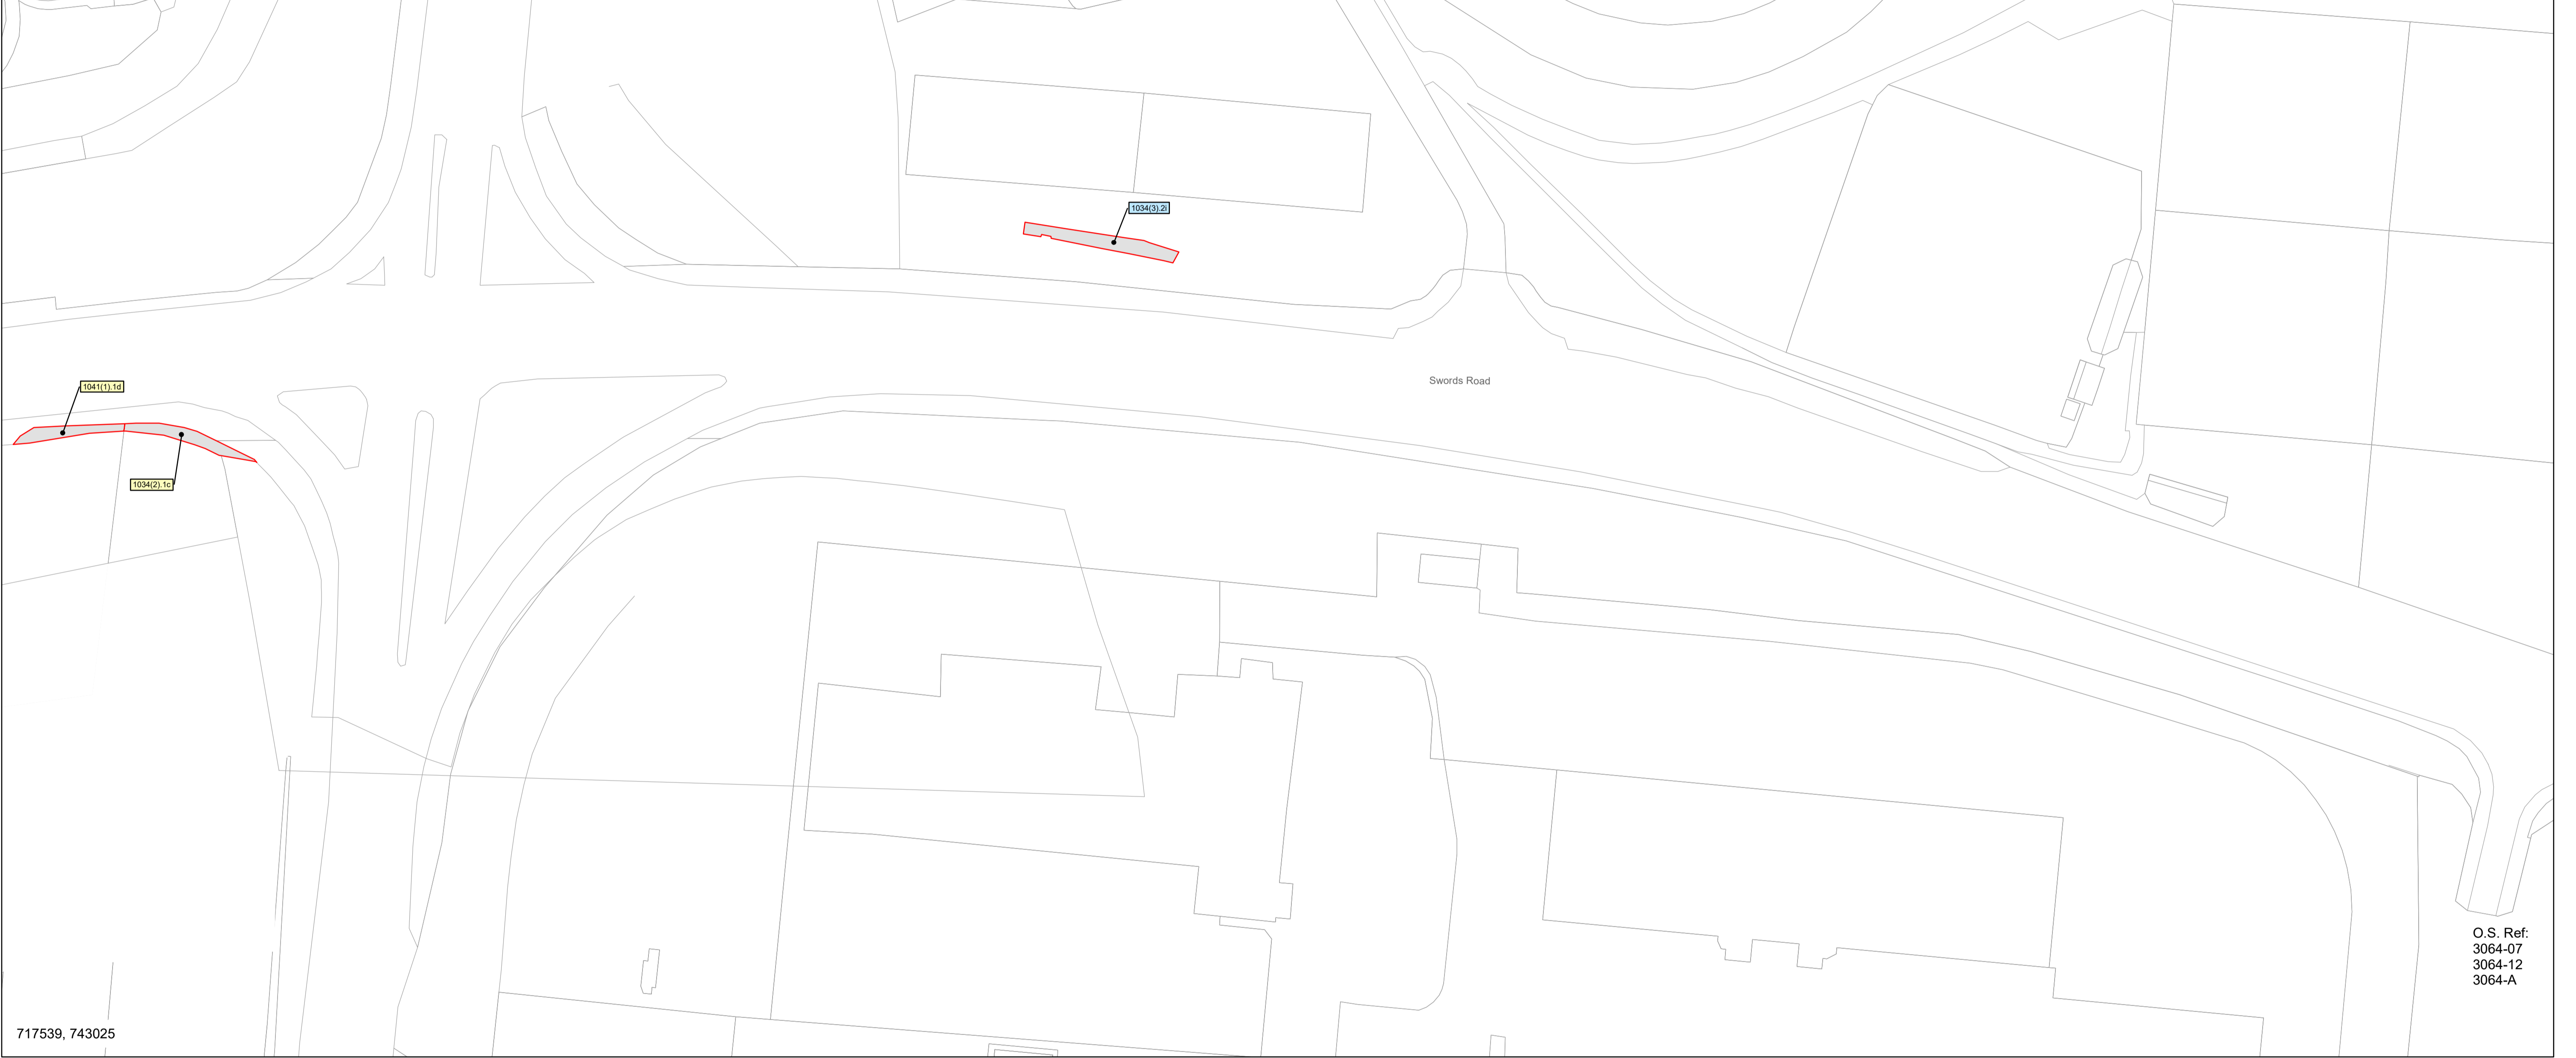 1034(3).2i
Swords Road
1041(1).1d
1034(2).1c
O.S. Ref:
3064-07
3064-12
3064-A
717539, 743025